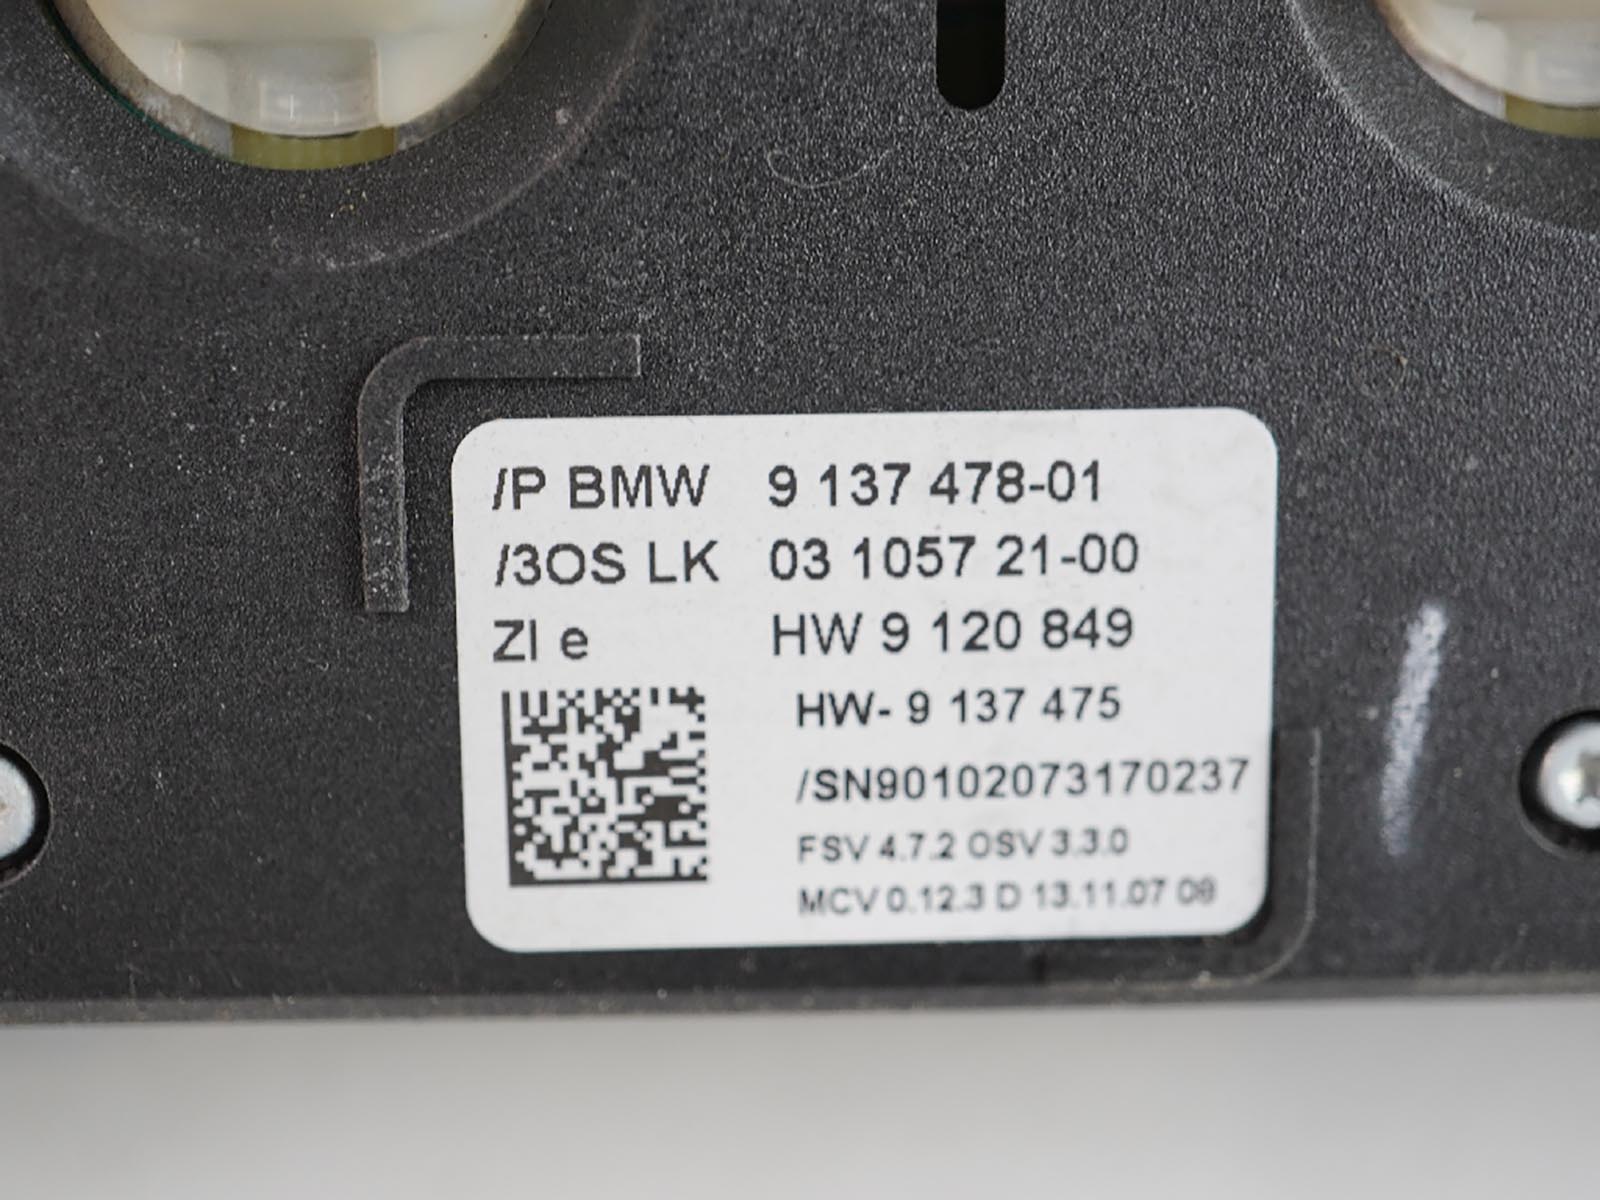 /P BMW 9 137 478-01
/3OS LK 03 1057 21-00
ZI e HW 9 120 849
HW- 9 137 475
/SN90102073170237
FSV 4.7.2 OSV 3.3.0
MCV 0.12.3 D 13.11.07 08